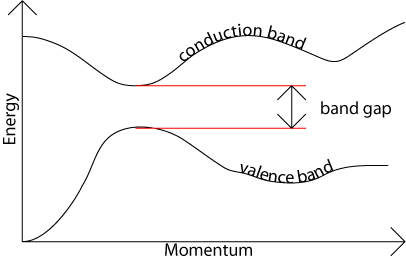 conduction band
band gap
Energy
valence band
Momentum